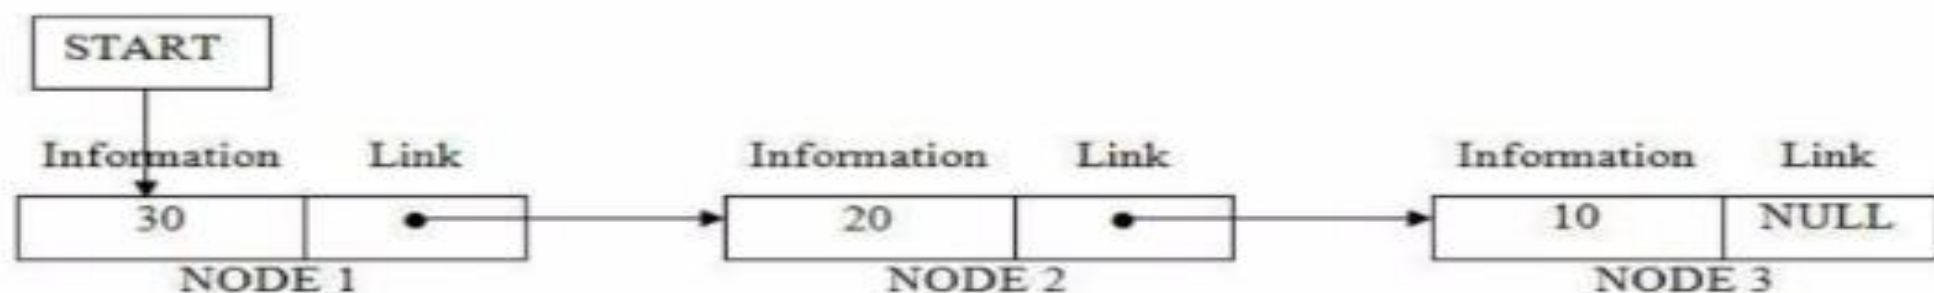 START
Information Link Information Link Information Link
30 20 10 NULL
NODE 1 NODE 2 NODE 3